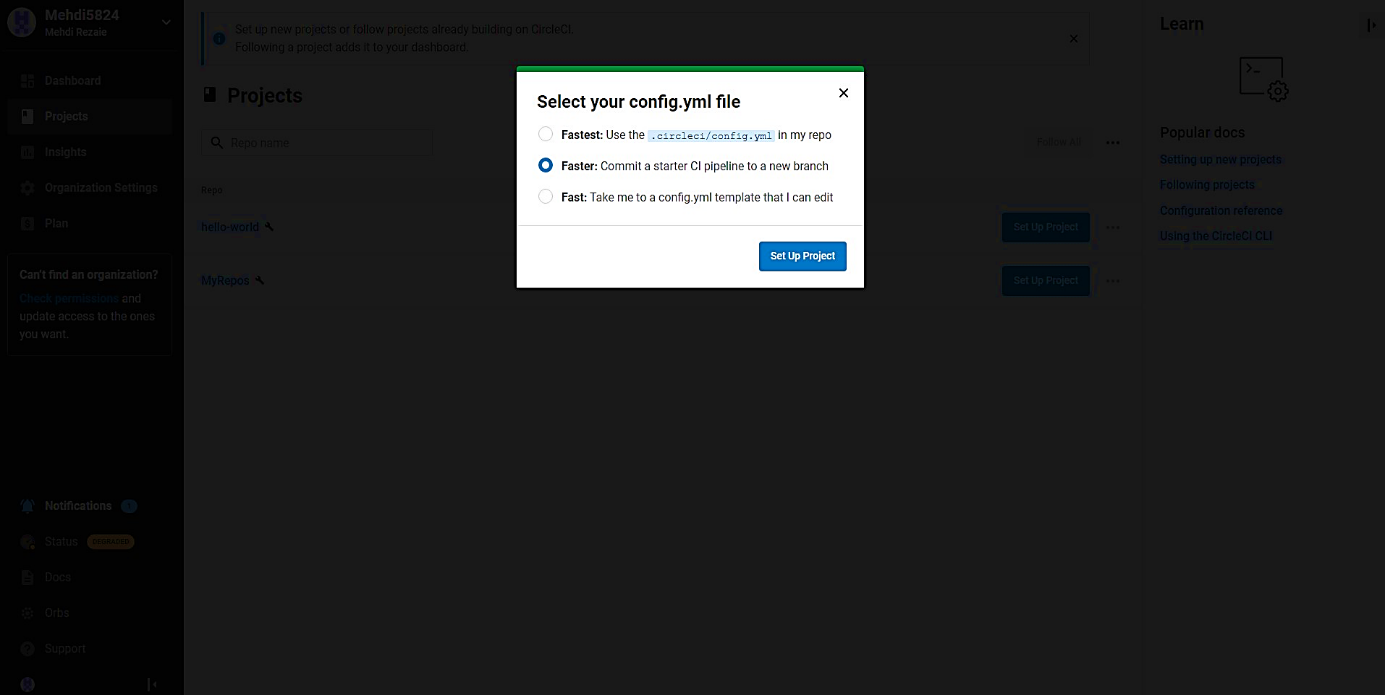 Mehdi5824
Mehdi Rezaie
Dashboard
Projects
Insights
Organization Settings
Plan
Can't find an organization?
Check permissions and
update access to the ones
you want.
Notifications 1
Status DEGRADED
Docs
Orbs
Support
Set up new projects or follow projects already building on CircleCI.
Following a project adds it to your dashboard.
Projects
Repo name
Follow All
Repo
hello-world
Set Up Project
MyRepos
Set Up Project
Select your config.yml file
Fastest: Use the .circleci/config.yml in my repo
Faster: Commit a starter CI pipeline to a new branch
Fast: Take me to a config.yml template that I can edit
Set Up Project
Learn
Popular docs
Setting up new projects
Following projects
Configuration reference
Using the CircleCI CLI